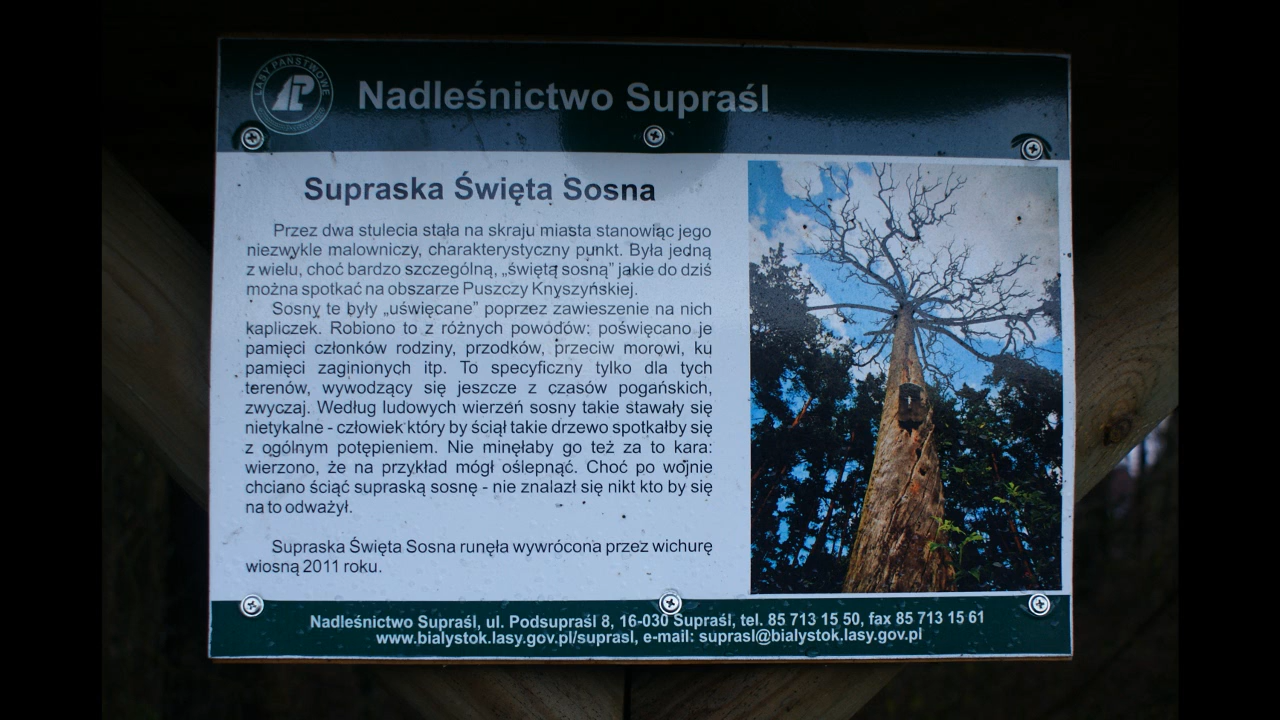 LASY PAŃSTWOWE
Nadleśnictwo Supraśl
Supraska Święta Sosna
Przez dwa stulecia stała na skraju miasta stanowiąc jego
niezwykle malowniczy, charakterystyczny punkt. Była jedną
z wielu, choć bardzo szczególną, „świętą sosną" jakie do dziś
można spotkać na obszarze Puszczy Knyszyńskiej.
Sosny te były „uświęcane" poprzez zawieszenie na nich
kapliczek. Robiono to z różnych powodów: poświęcano je
pamięci członków rodziny, przodków, przeciw morowi, ku
pamięci zaginionych itp. To specyficzny tylko dla tych
terenów, wywodzący się jeszcze z czasów pogańskich,
zwyczaj. Według ludowych wierzeń sosny takie stawały się
nietykalne - człowiek który by ściął takie drzewo spotkałby się
z ogólnym potępieniem. Nie minęłaby go też za to kara:
wierzono, że na przykład mógł oślepnąć. Choć po wojnie
chciano ściąć supraską sosnę - nie znalazł się nikt kto by się
na to odważył.
Supraska Święta Sosna runęła wywrócona przez wichurę
wiosną 2011 roku.
Nadleśnictwo Supraśl, ul. Podsupraśl 8, 16-030 Supraśl, tel. 85 713 15 50, fax 85 713 15 61
www.bialystok.lasy.gov.pl/suprasl, e-mail: suprasl@bialystok.lasy.gov.pl